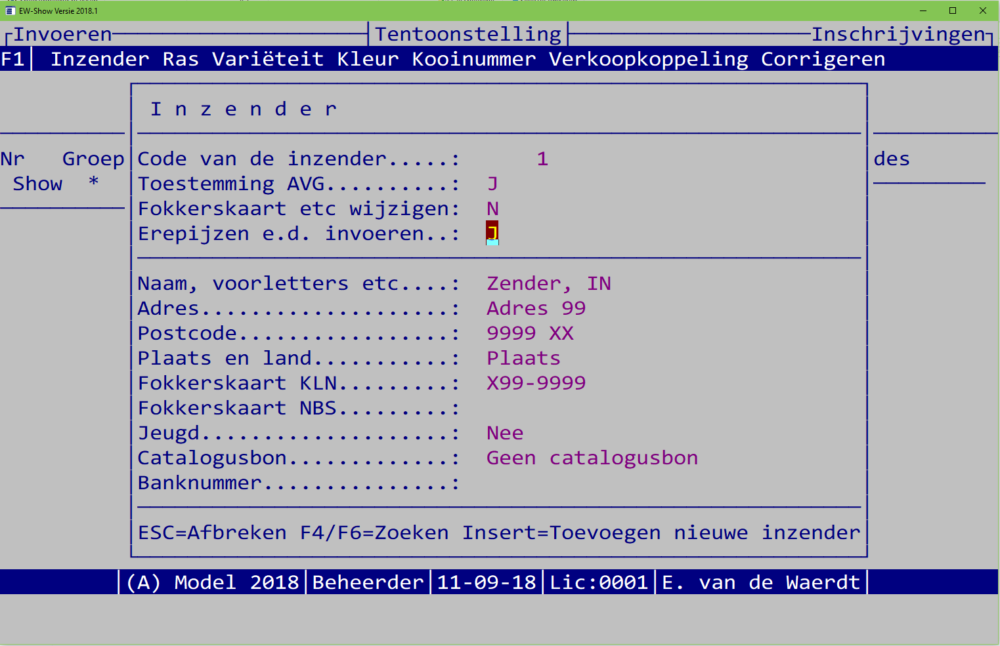 EW-Show Versie 2018.1
Invoeren Tentoonstelling Inschrijvingen
F1 Inzender Ras Variëteit Kleur Kooinummer Verkoopkoppeling Corrigeren
I n z e n d e r
Nr Groep Code van de inzender.....: 1 des
Show * Toestemming AVG..........: J
Fokkerskaart etc wijzigen: N
Erepijzen e.d. invoeren..: J
Naam, voorletters etc....: Zender, IN
Adres....................: Adres 99
Postcode.................: 9999 XX
Plaats en land...........: Plaats
Fokkerskaart KLN.........: X99-9999
Fokkerskaart NBS.........:
Jeugd....................: Nee
Catalogusbon.............: Geen catalogusbon
Banknummer...............:
ESC=Afbreken F4/F6=Zoeken Insert=Toevoegen nieuwe inzender
(A) Model 2018 Beheerder 11-09-18 Lic:0001 E. van de Waerdt